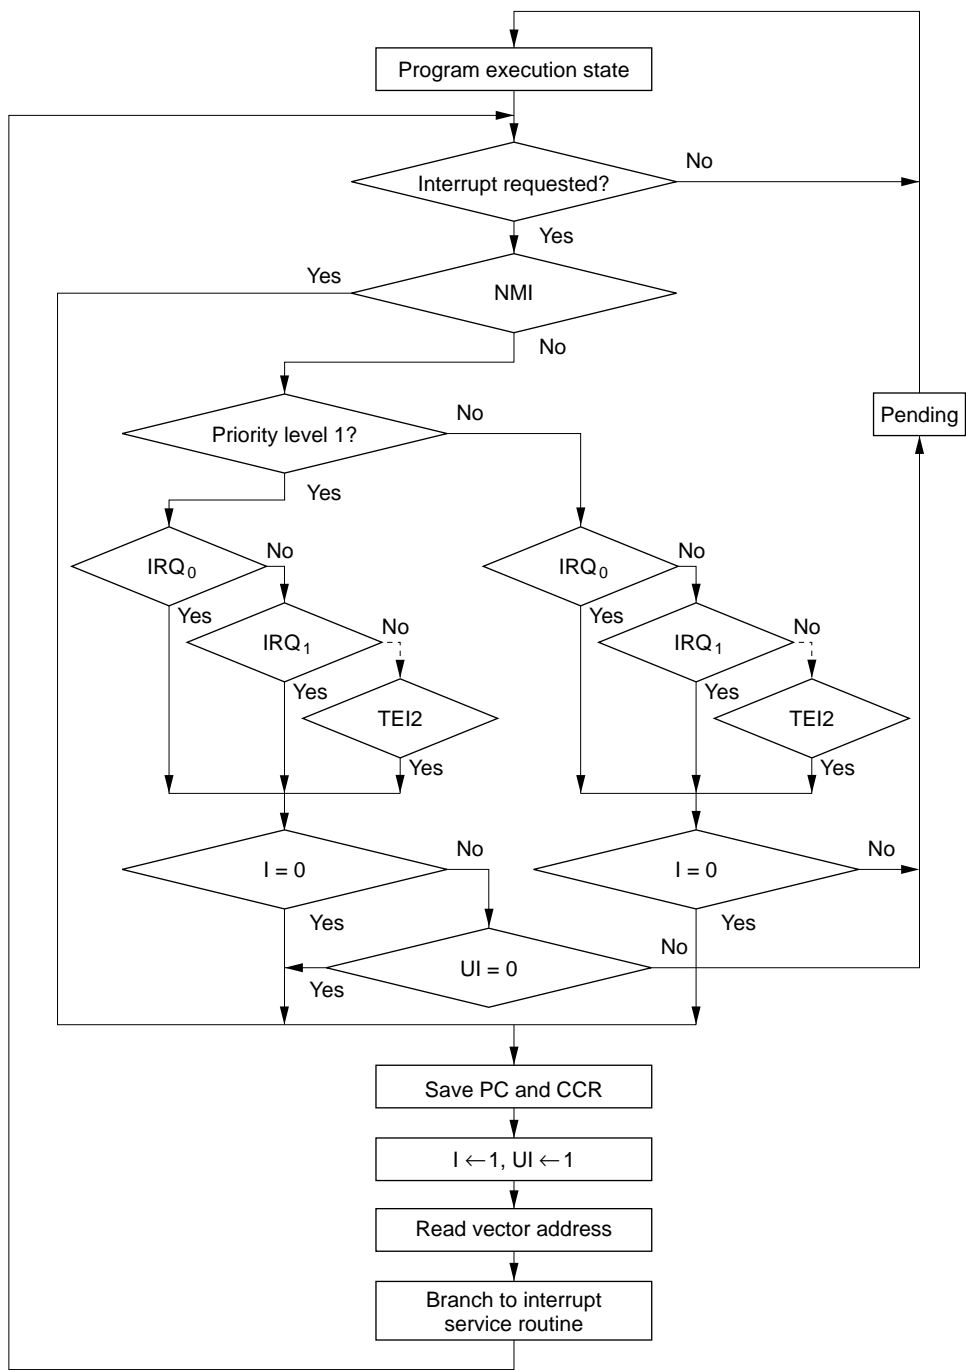 Program execution state
No
Interrupt requested?
Yes
Yes
NMI
No
Pending
No
Priority level 1?
Yes
No
No
IRQ0
IRQ0
Yes
No
Yes
No
IRQ1
IRQ1
Yes
Yes
TEI2
TEI2
Yes
Yes
No
No
I = 0
I = 0
Yes
Yes
No
UI = 0
Yes
Save PC and CCR
I ←1, UI ←1
Read vector address
Branch to interrupt
service routine